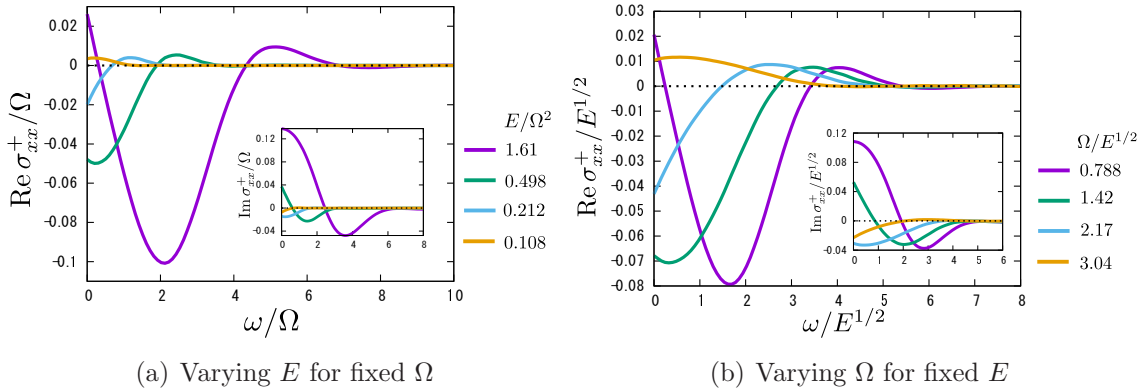 0.02
0
-0.02
-0.04
-0.06
-0.08
-0.1
Re σ⁺ₓₓ/Ω
0 2 4 6 8 10
ω/Ω
0.12
0.08
0.04
0
-0.04
Im σ⁺ₓₓ/Ω
0 2 4 6 8
E/Ω²
1.61
0.498
0.212
0.108
(a) Varying E for fixed Ω
0.03
0.02
0.01
0
-0.01
-0.02
-0.03
-0.04
-0.05
-0.06
-0.07
-0.08
Re σ⁺ₓₓ/E^{1/2}
0 1 2 3 4 5 6 7 8
ω/E^{1/2}
0.12
0.08
0.04
0
-0.04
Im σ⁺ₓₓ/E^{1/2}
0 1 2 3 4 5 6
Ω/E^{1/2}
0.788
1.42
2.17
3.04
(b) Varying Ω for fixed E